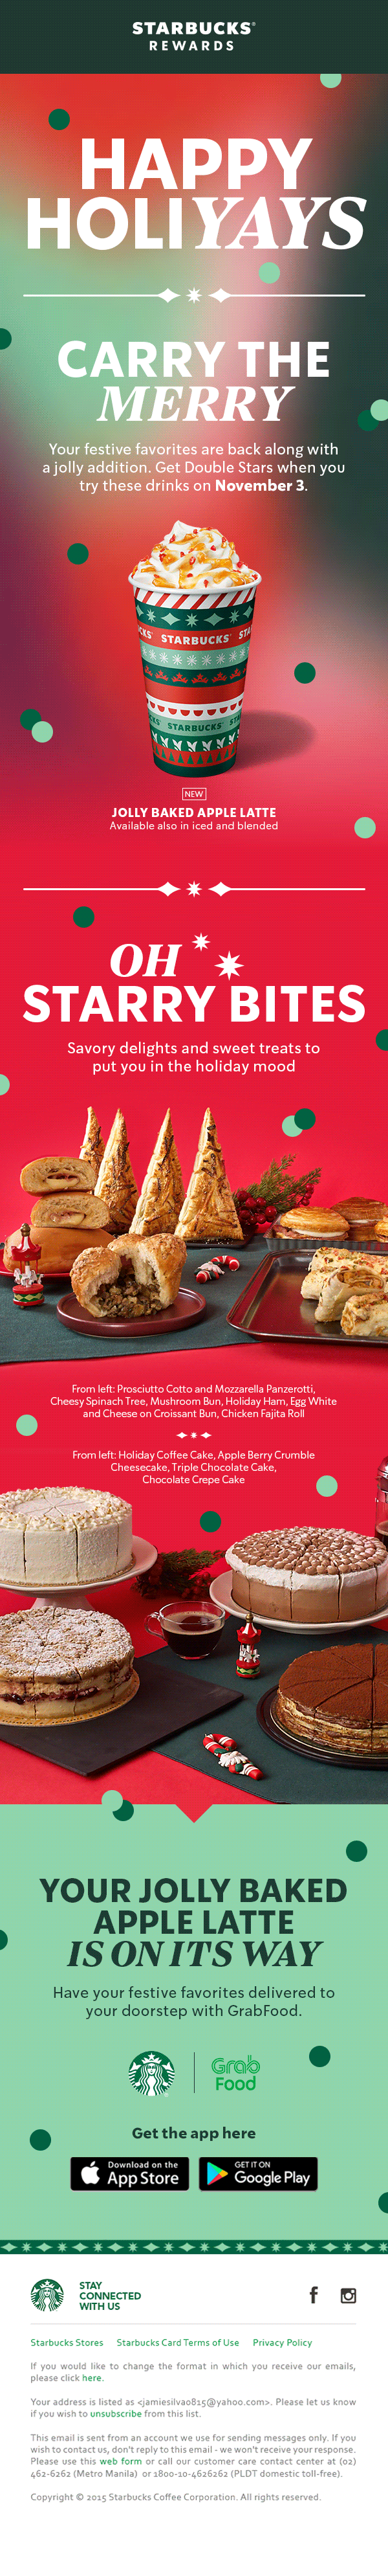 STARBUCKS®
REWARDS
HAPPY
HOLIYAYS
CARRY THE
MERRY
Your festive favorites are back along with
a jolly addition. Get Double Stars when you
try these drinks on November 3.
STARBUCKS
STARBUCKS
NEW
JOLLY BAKED APPLE LATTE
Available also in iced and blended
OH
STARRY BITES
Savory delights and sweet treats to
put you in the holiday mood
From left: Prosciutto Cotto and Mozzarella Panzerotti,
Cheesy Spinach Tree, Mushroom Bun, Holiday Ham, Egg White
and Cheese on Croissant Bun, Chicken Fajita Roll
From left: Holiday Coffee Cake, Apple Berry Crumble
Cheesecake, Triple Chocolate Cake,
Chocolate Crepe Cake
YOUR JOLLY BAKED
APPLE LATTE
IS ON ITS WAY
Have your festive favorites delivered to
your doorstep with GrabFood.
Grab
Food
Get the app here
Download on the
App Store
GET IT ON
Google Play
STAY
CONNECTED
WITH US
Starbucks Stores Starbucks Card Terms of Use Privacy Policy
If you would like to change the format in which you receive our emails,
please click here.
Your address is listed as <jamiesilva0815@yahoo.com>. Please let us know
if you wish to unsubscribe from this list.
This email is sent from an account we use for sending messages only. If you
wish to contact us, don't reply to this email - we won't receive your response.
Please use this web form or call our customer care contact center at (02)
462-6262 (Metro Manila) or 1800-10-4626262 (PLDT domestic toll-free).
Copyright © 2015 Starbucks Coffee Corporation. All rights reserved.